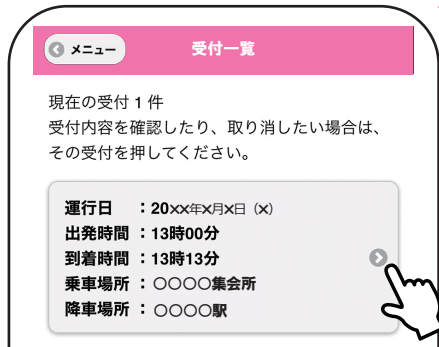 メニュー
受付一覧
現在の受付 1 件
受付内容を確認したり、取り消したい場合は、
その受付を押してください。
運行日 :20××年×月×日（×）
出発時間:13時00分
到着時間:13時13分
乗車場所:○○○○集会所
降車場所:○○○○駅